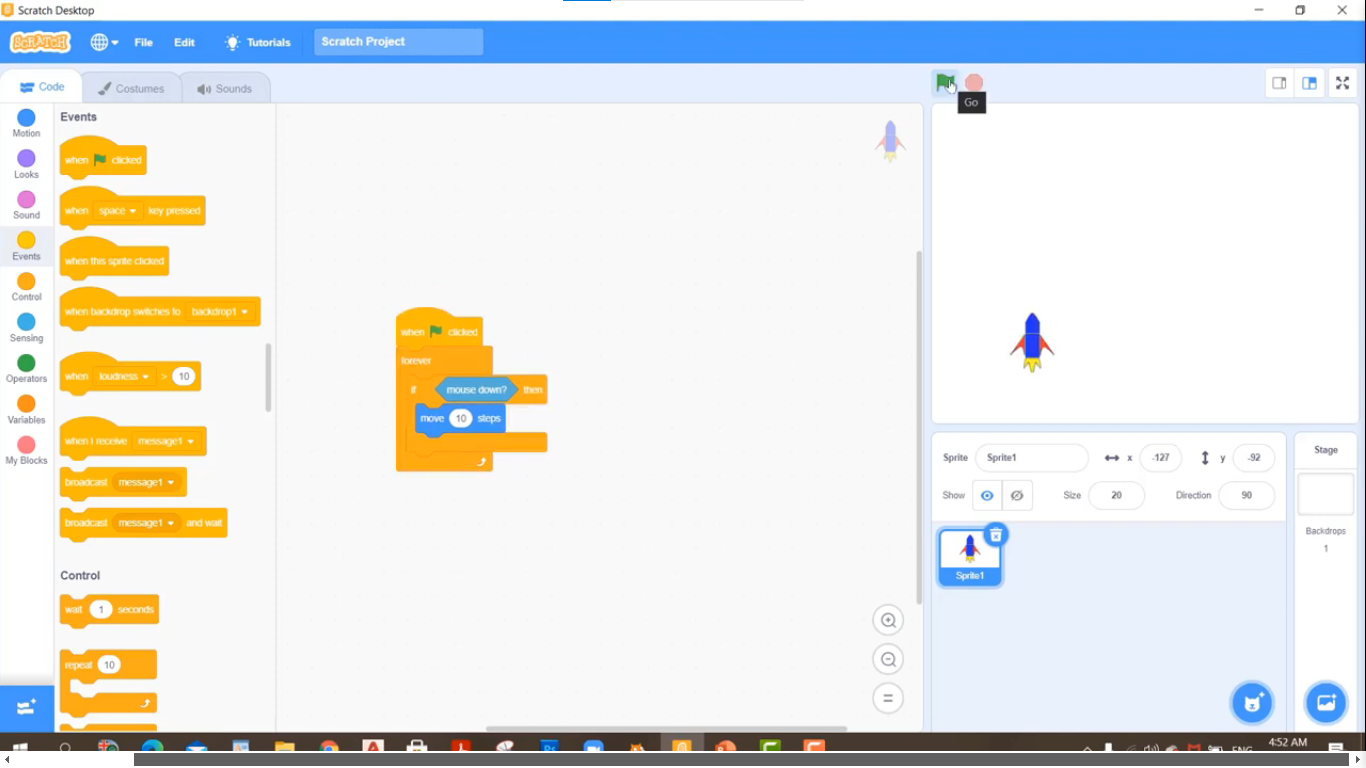 Scratch Desktop
SCRATCH
File
Edit
Tutorials
Scratch Project
Code
Costumes
Sounds
Go
Motion
Looks
Sound
Events
Control
Sensing
Operators
Variables
My Blocks
Events
when clicked
when space key pressed
when this sprite clicked
when backdrop switches to backdrop1
when loudness > 10
when I receive message1
broadcast message1
broadcast message1 and wait
Control
wait 1 seconds
repeat 10
when clicked
forever
if mouse down? then
move 10 steps
Sprite Sprite1 x -127 y -92
Show Size 20 Direction 90
Sprite1
Stage
Backdrops
1
ENG
4:52 AM